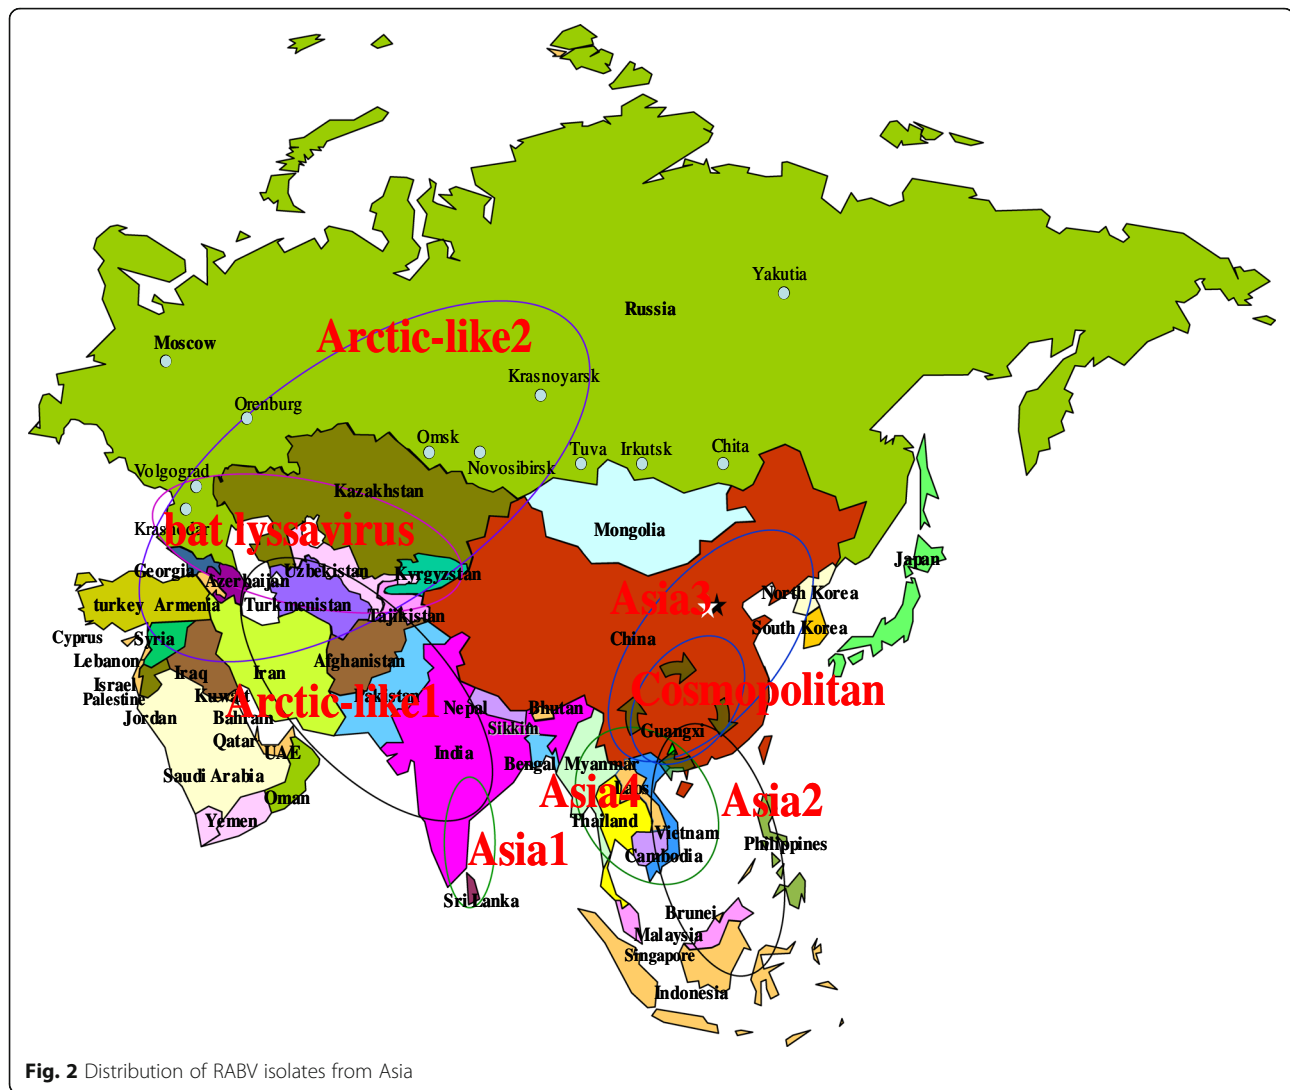 Yakutia
Russia
Arctic-like2
Moscow
Krasnoyarsk
Orenburg
Omsk
Tuva
Irkutsk
Chita
Novosibirsk
Volgograd
Kazakhstan
Krasnodar
bat lyssavirus
Mongolia
Japan
Georgia
Azerbaijan
Uzbekistan
Kyrgyzstan
North Korea
turkey
Armenia
Turkmenistan
Tajikistan
Asia3
South Korea
Cyprus
Syria
China
Lebanon
Iraq
Iran
Afghanistan
Israel
Palestine
Kuwait
Pakistan
Arctic-like1
Cosmopolitan
Jordan
Bahrain
Nepal
Bhutan
Sikkim
Guangxi
Qatar
UAE
India
Bengal
Myanmar
Saudi Arabia
Oman
Asia4
Laos
Asia2
Yemen
Thailand
Vietnam
Philippines
Asia1
Cambodia
Sri Lanka
Brunei
Malaysia
Singapore
Indonesia
Fig. 2 Distribution of RABV isolates from Asia